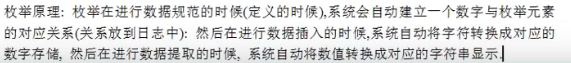 枚举原理: 枚举在进行数据规范的时候(定义的时候),系统会自动建立一个数字与枚举元素
的对应关系(关系放到日志中): 然后在进行数据插入的时候,系统自动将字符转换成对应的
数字存储, 然后在进行数据提取的时候, 系统自动将数值转换成对应的字符串显示.